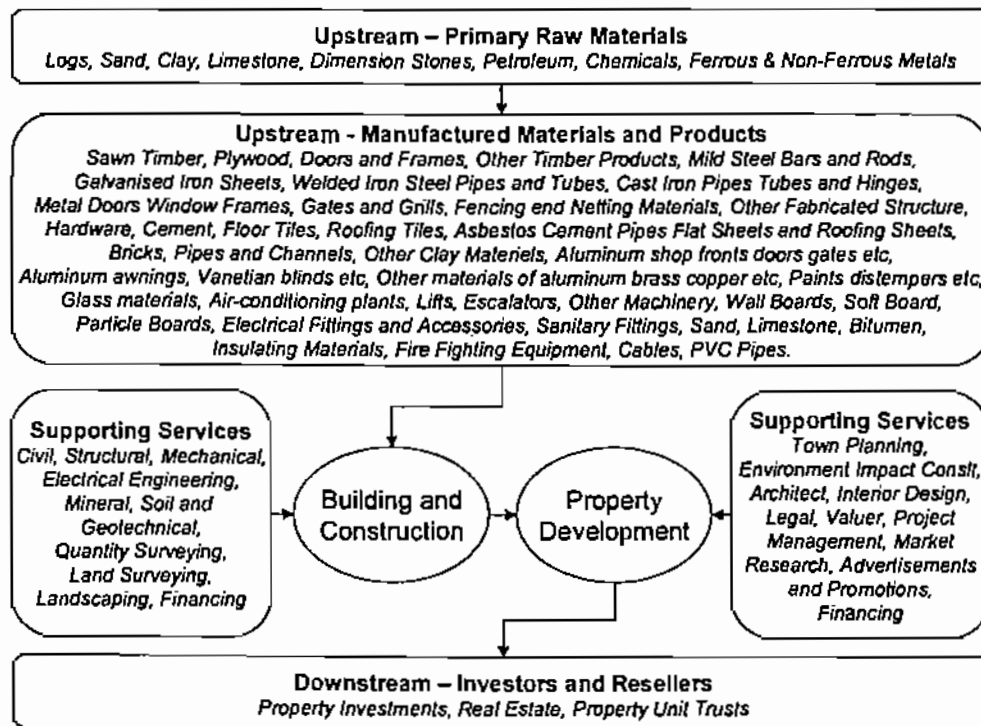 Upstream – Primary Raw Materials
Logs, Sand, Clay, Limestone, Dimension Stones, Petroleum, Chemicals, Ferrous & Non-Ferrous Metals
Upstream - Manufactured Materials and Products
Sawn Timber, Plywood, Doors and Frames, Other Timber Products, Mild Steel Bars and Rods,
Galvanised Iron Sheets, Welded Iron Steel Pipes and Tubes, Cast Iron Pipes Tubes and Hinges,
Metal Doors Window Frames, Gates and Grills, Fencing end Netting Materials, Other Fabricated Structure,
Hardware, Cement, Floor Tiles, Roofing Tiles, Asbestos Cement Pipes Flat Sheets and Roofing Sheets,
Bricks, Pipes and Channels, Other Clay Materiels, Aluminum shop fronts doors gates etc,
Aluminum awnings, Vanetian blinds etc, Other materials of aluminum brass copper etc, Paints distempers etc,
Glass materials, Air-conditioning plants, Lifts, Escalators, Other Machinery, Wall Boards, Soft Board,
Particle Boards, Electrical Fittings and Accessories, Sanitary Fittings, Sand, Limestone, Bitumen,
Insulating Materials, Fire Fighting Equipment, Cables, PVC Pipes.
Supporting Services
Civil, Structural, Mechanical,
Electrical Engineering,
Mineral, Soil and
Geotechnical,
Quantity Surveying,
Land Surveying,
Landscaping, Financing
Building and
Construction
Property
Development
Supporting Services
Town Planning,
Environment Impact Conslt,
Architect, Interior Design,
Legal, Valuer, Project
Management, Market
Research, Advertisements
and Promotions,
Financing
Downstream – Investors and Resellers
Property Investments, Real Estate, Property Unit Trusts